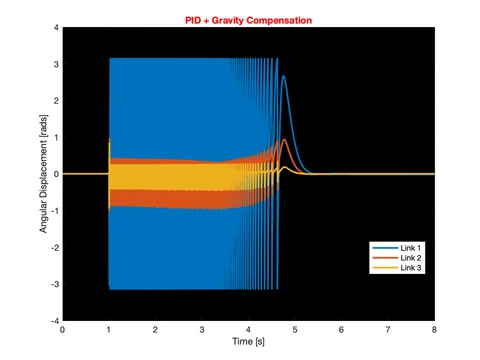 PID + Gravity Compensation
4
3
2
1
0
-1
-2
-3
-4
Angular Displacement [rads]
Link 1
Link 2
Link 3
0 1 2 3 4 5 6 7 8
Time [s]